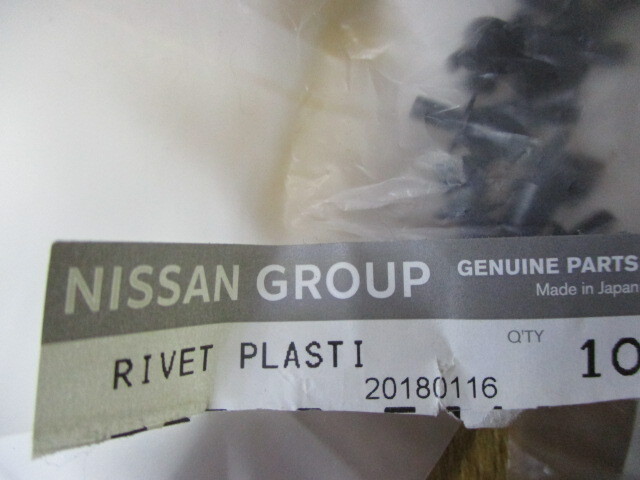 NISSAN GROUP GENUINE PARTS
Made in Japan
Q'TY
RIVET PLASTI 10
20180116